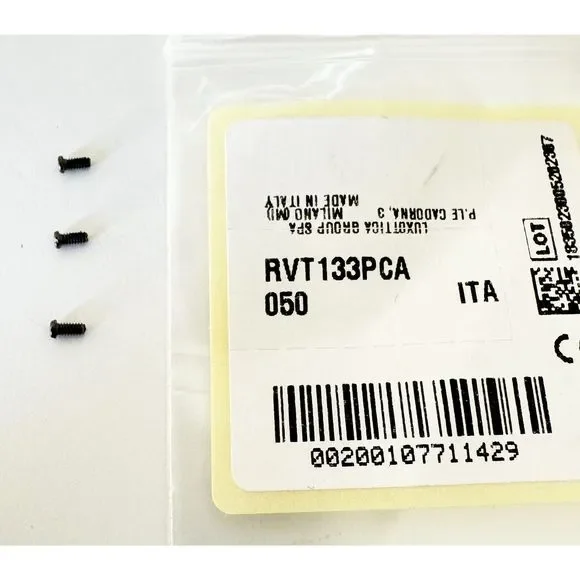 LUXOTTICA GROUP SPA
P.LE CADORNA, 3 MILANO (MI)
MADE IN ITALY
RVT133PCA
050
ITA
LOT
00200107711429